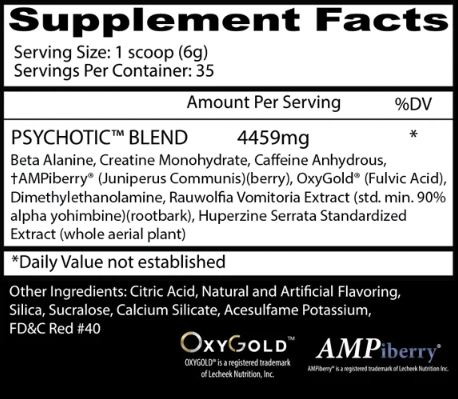 Supplement Facts
Serving Size: 1 scoop (6g)
Servings Per Container: 35
Amount Per Serving %DV
PSYCHOTIC™ BLEND 4459mg *
Beta Alanine, Creatine Monohydrate, Caffeine Anhydrous,
†AMPiberry® (Juniperus Communis)(berry), OxyGold® (Fulvic Acid),
Dimethylethanolamine, Rauwolfia Vomitoria Extract (std. min. 90%
alpha yohimbine)(rootbark), Huperzine Serrata Standardized
Extract (whole aerial plant)
*Daily Value not established
Other Ingredients: Citric Acid, Natural and Artificial Flavoring,
Silica, Sucralose, Calcium Silicate, Acesulfame Potassium,
FD&C Red #40
OXYGOLD™ AMPiberry®
OXYGOLD® is a registered trademark
of Lecheek Nutrition, Inc.
AMPiberry® is a registered trademark of Lecheek Nutrition, Inc.